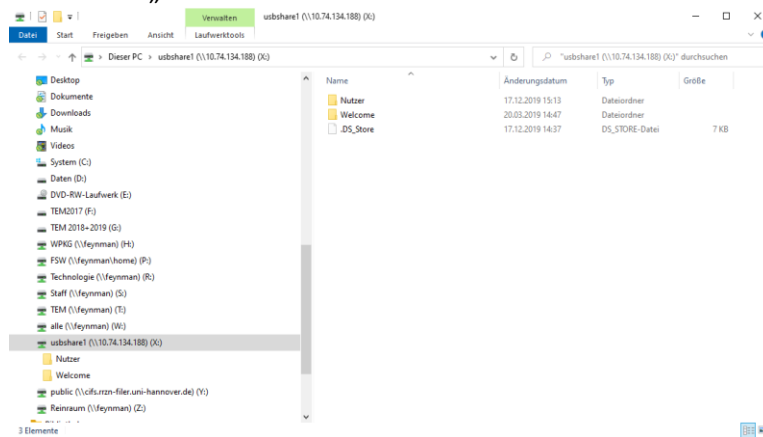 „
Verwalten usbshare1 (\\10.74.134.188) (X:)
Datei Start Freigeben Ansicht Laufwerktools
Dieser PC › usbshare1 (\\10.74.134.188) (X:) "usbshare1 (\\10.74.134.188) (X:)" durchsuchen
Desktop
Dokumente
Downloads
Musik
Videos
System (C:)
Daten (D:)
DVD-RW-Laufwerk (E:)
TEM2017 (F:)
TEM 2018+2019 (G:)
WPKG (\\feynman) (H:)
FSW (\\feynman\home) (P:)
Technologie (\\feynman) (R:)
Staff (\\feynman) (S:)
TEM (\\feynman) (T:)
alle (\\feynman) (W:)
usbshare1 (\\10.74.134.188) (X:)
Nutzer
Welcome
public (\\cifs.rrzn-filer.uni-hannover.de) (Y:)
Reinraum (\\feynman) (Z:)
Name Änderungsdatum Typ Größe
Nutzer 17.12.2019 15:13 Dateiordner
Welcome 20.03.2019 14:47 Dateiordner
.DS_Store 17.12.2019 14:37 DS_STORE-Datei 7 KB
3 Elemente